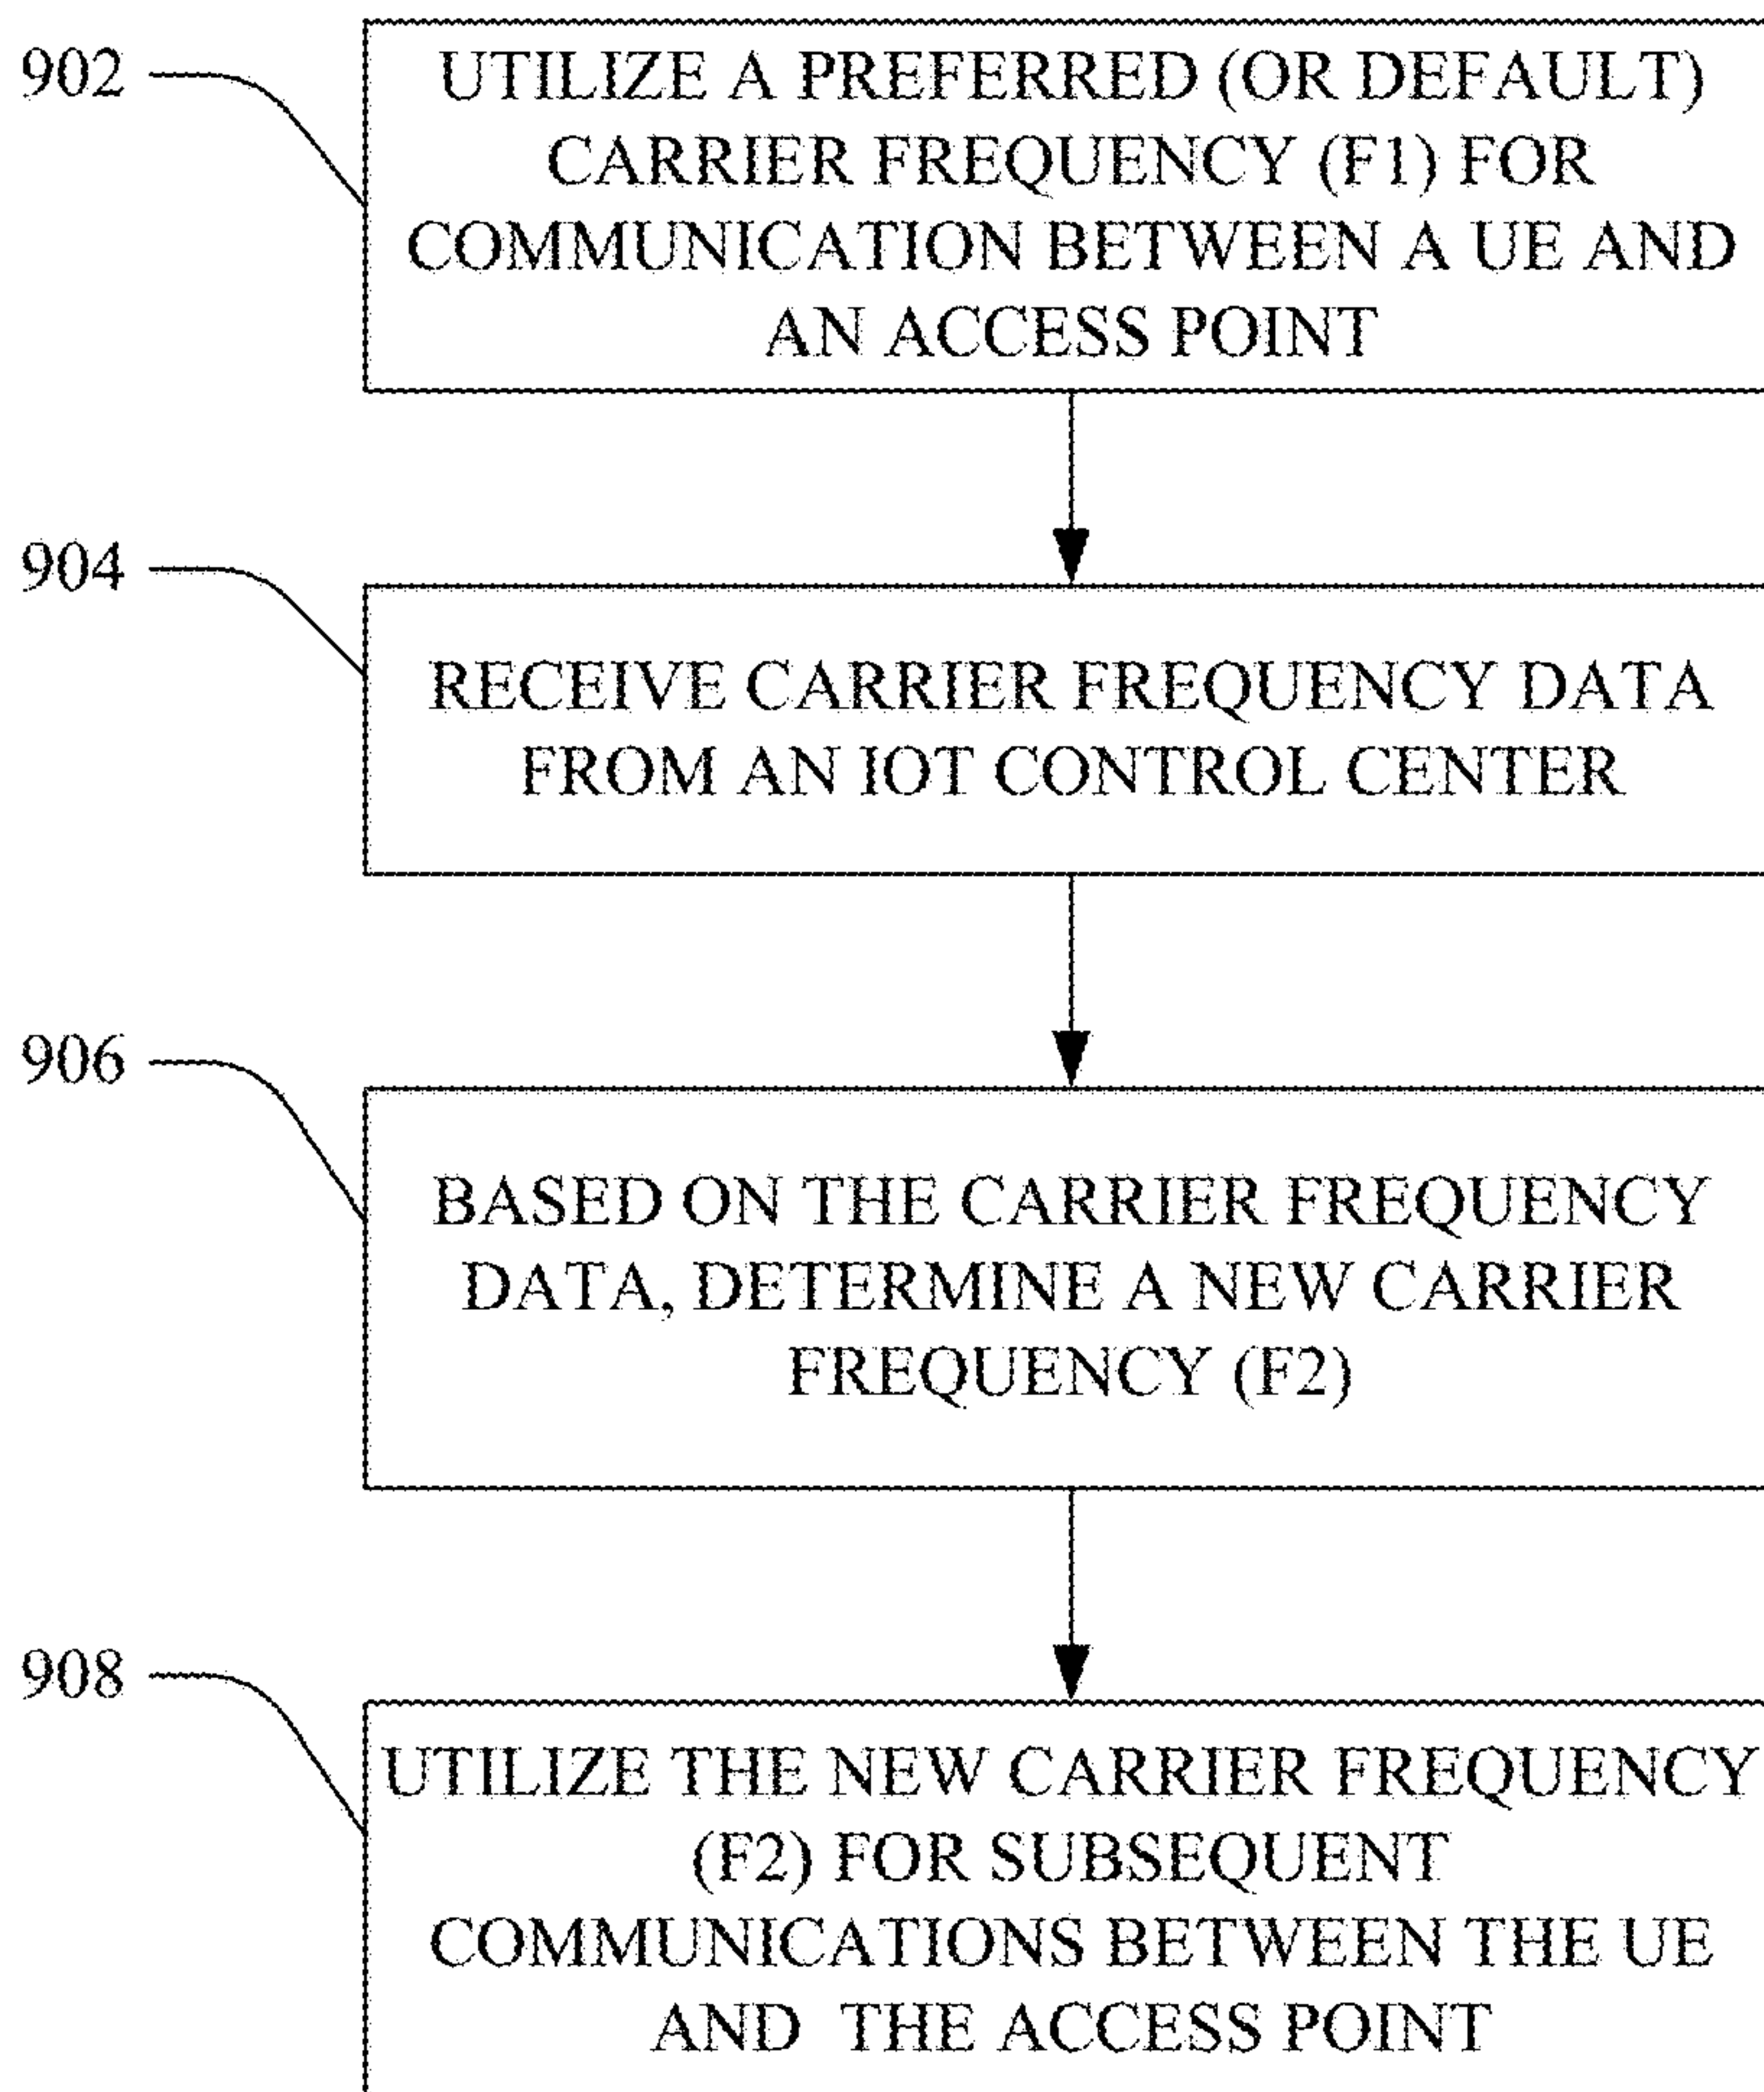 902
UTILIZE A PREFERRED (OR DEFAULT)
CARRIER FREQUENCY (F1) FOR
COMMUNICATION BETWEEN A UE AND
AN ACCESS POINT
904
RECEIVE CARRIER FREQUENCY DATA
FROM AN IOT CONTROL CENTER
906
BASED ON THE CARRIER FREQUENCY
DATA, DETERMINE A NEW CARRIER
FREQUENCY (F2)
908
UTILIZE THE NEW CARRIER FREQUENCY
(F2) FOR SUBSEQUENT
COMMUNICATIONS BETWEEN THE UE
AND THE ACCESS POINT